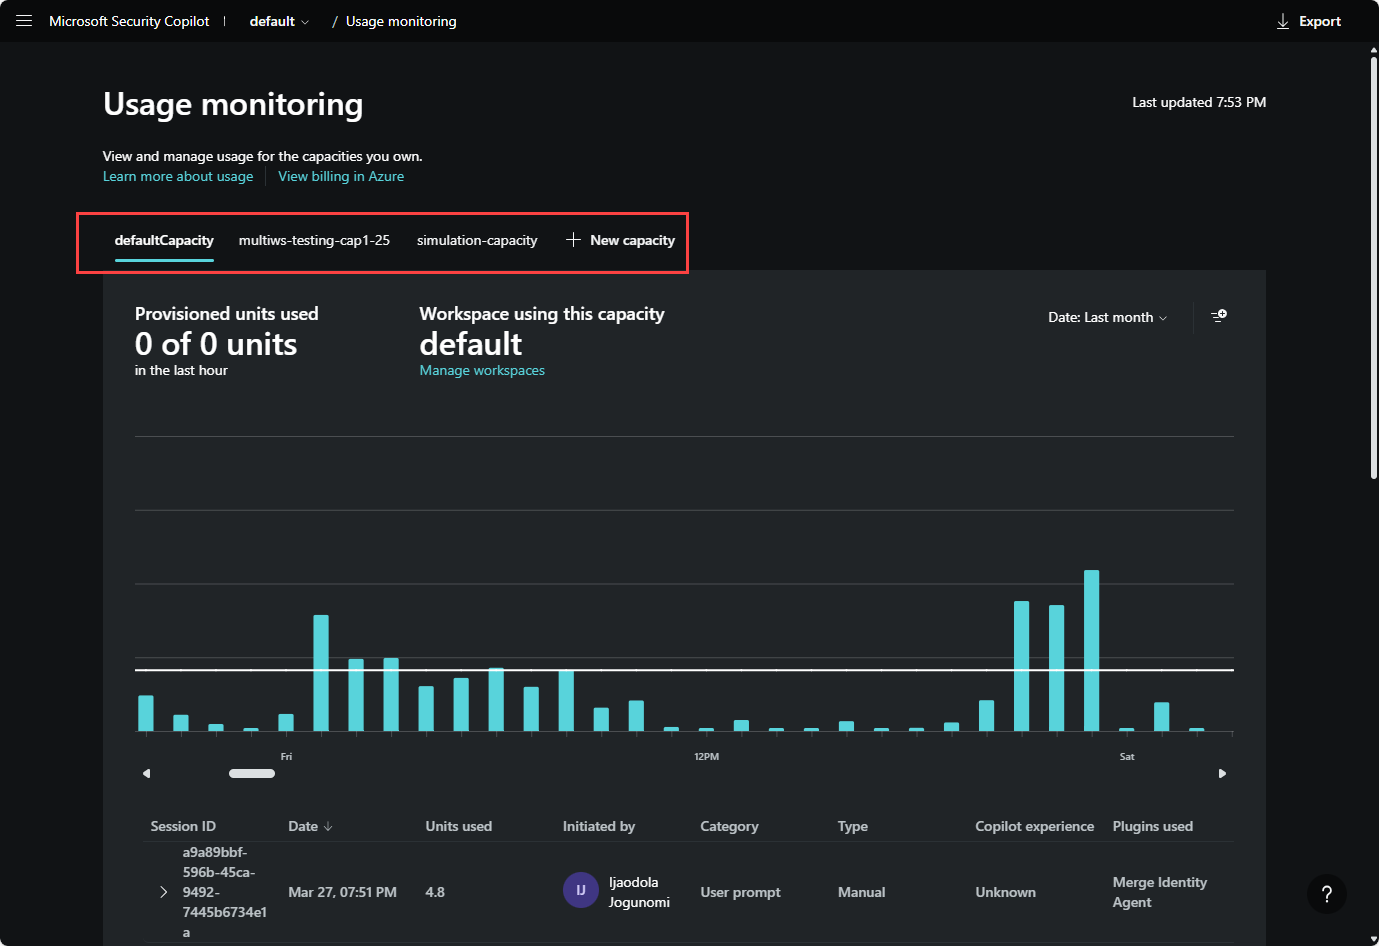 Microsoft Security Copilot | default / Usage monitoring
Export
Usage monitoring
Last updated 7:53 PM
View and manage usage for the capacities you own.
Learn more about usage
View billing in Azure
defaultCapacity
multiws-testing-cap1-25
simulation-capacity
New capacity
Provisioned units used
0 of 0 units
in the last hour
Workspace using this capacity
default
Manage workspaces
Date: Last month
Fri
12PM
Sat
Session ID
Date
Units used
Initiated by
Category
Type
Copilot experience
Plugins used
a9a89bbf-
596b-45ca-
9492-
7445b6734e1
a
Mar 27, 07:51 PM
4.8
IJ
Ijaodola
Jogunomi
User prompt
Manual
Unknown
Merge Identity
Agent
?